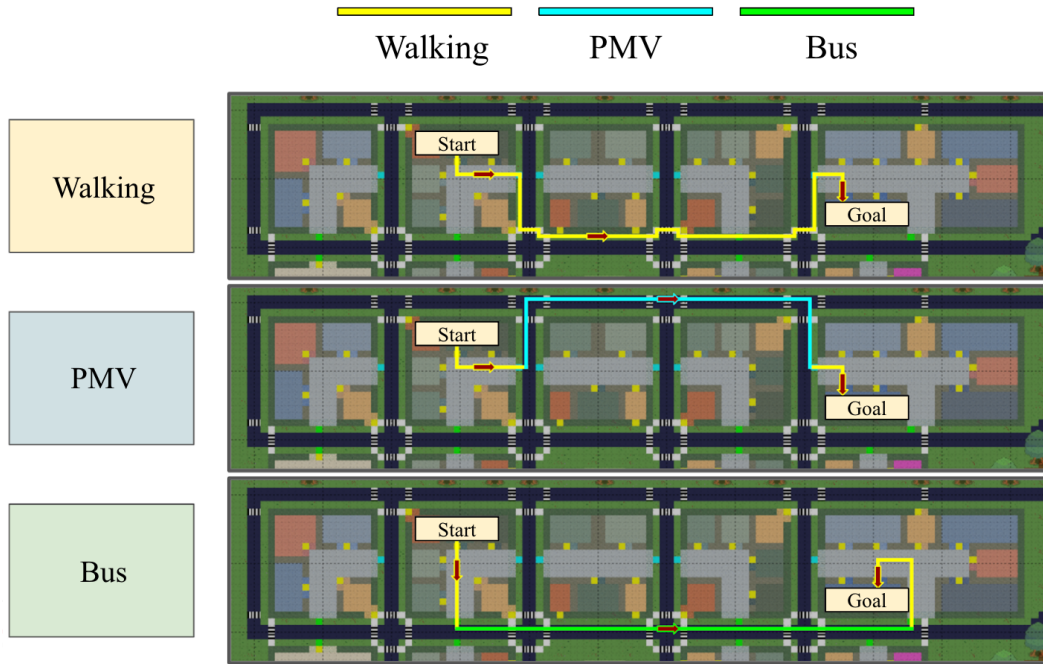 Walking PMV Bus
Walking
Start
Goal
PMV
Start
Goal
Bus
Start
Goal